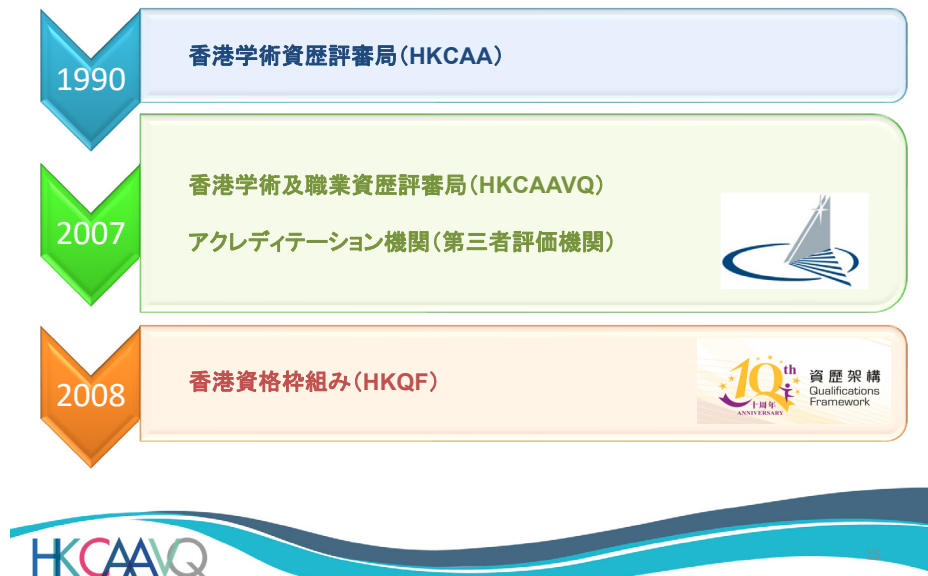 1990
香港学術資歴評審局（HKCAA）
2007
香港学術及職業資歴評審局（HKCAAVQ）
アクレディテーション機関（第三者評価機関）
2008
香港資格枠組み（HKQF）
10th
十周年
ANNIVERSARY
資歷架構
Qualifications
Framework
HKCAAVQ